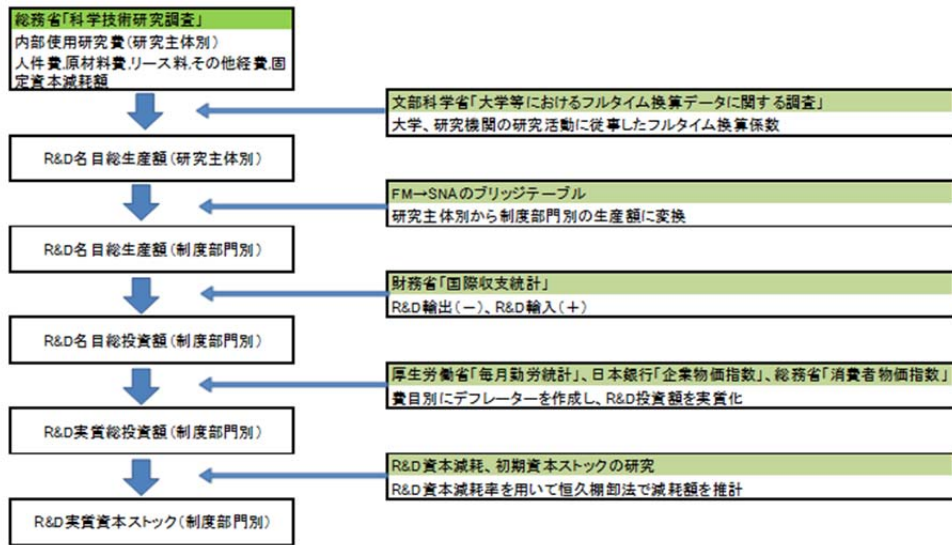 総務省「科学技術研究調査」
内部使用研究費(研究主体別)
人件費,原材料費,リース料,その他経費,固
定資本減耗額
文部科学省「大学等におけるフルタイム換算データに関する調査」
大学、研究機関の研究活動に従事したフルタイム換算係数
R&D名目総生産額(研究主体別)
FM→SNAのブリッジテーブル
研究主体別から制度部門別の生産額に変換
R&D名目総生産額(制度部門別)
財務省「国際収支統計」
R&D輸出(－)、R&D輸入(＋)
R&D名目総投資額(制度部門別)
厚生労働省「毎月勤労統計」、日本銀行「企業物価指数」、総務省「消費者物価指数」
費目別にデフレーターを作成し、R&D投資額を実質化
R&D実質総投資額(制度部門別)
R&D資本減耗、初期資本ストックの研究
R&D資本減耗率を用いて恒久棚卸法で減耗額を推計
R&D実質資本ストック(制度部門別)